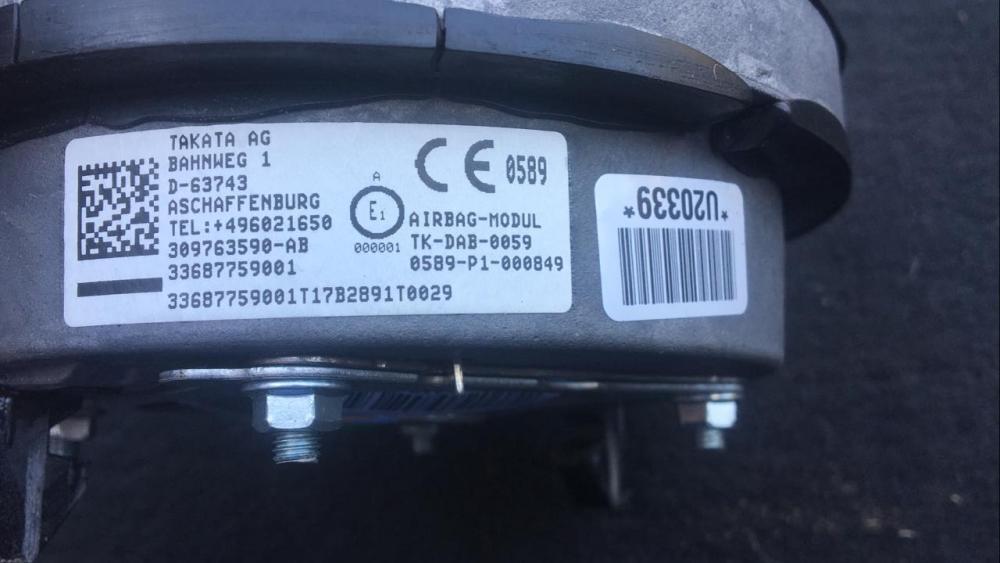 TAKATA AG
BAHNWEG 1
D-63743
ASCHAFFENBURG
TEL:+496021650
309763590-AB
33687759001
33687759001T17B2891T0029
A
E1
000001
CE 0589
AIRBAG-MODUL
TK-DAB-0059
0589-P1-000849
*U20339*